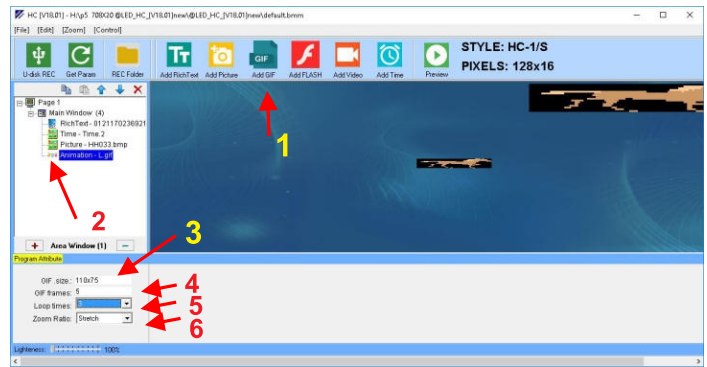 HC [V18.01] - H:\p5 708X20@LED_HC_[V18.01]new\@LED_HC_[V18.01]new\default.bmm
[File] [Edit] [Zoom] [Control]
U-disk REC Get Param REC Folder Add RichText Add Picture Add GIF Add FLASH Add Video Add Time Preview
GIF
STYLE: HC-1/S
PIXELS: 128x16
Page 1
Main Window (4)
RichText - 0121170236921
Time - Time.2
Picture - HH033.bmp
Animation - L.gif
1
2
+ Area Window (1) −
3
Program Attribute
GIF size: 118x75
4
GIF frames: 5
5
Loop times:
6
Zoom Ratio: Stretch
Lighteness: 100%